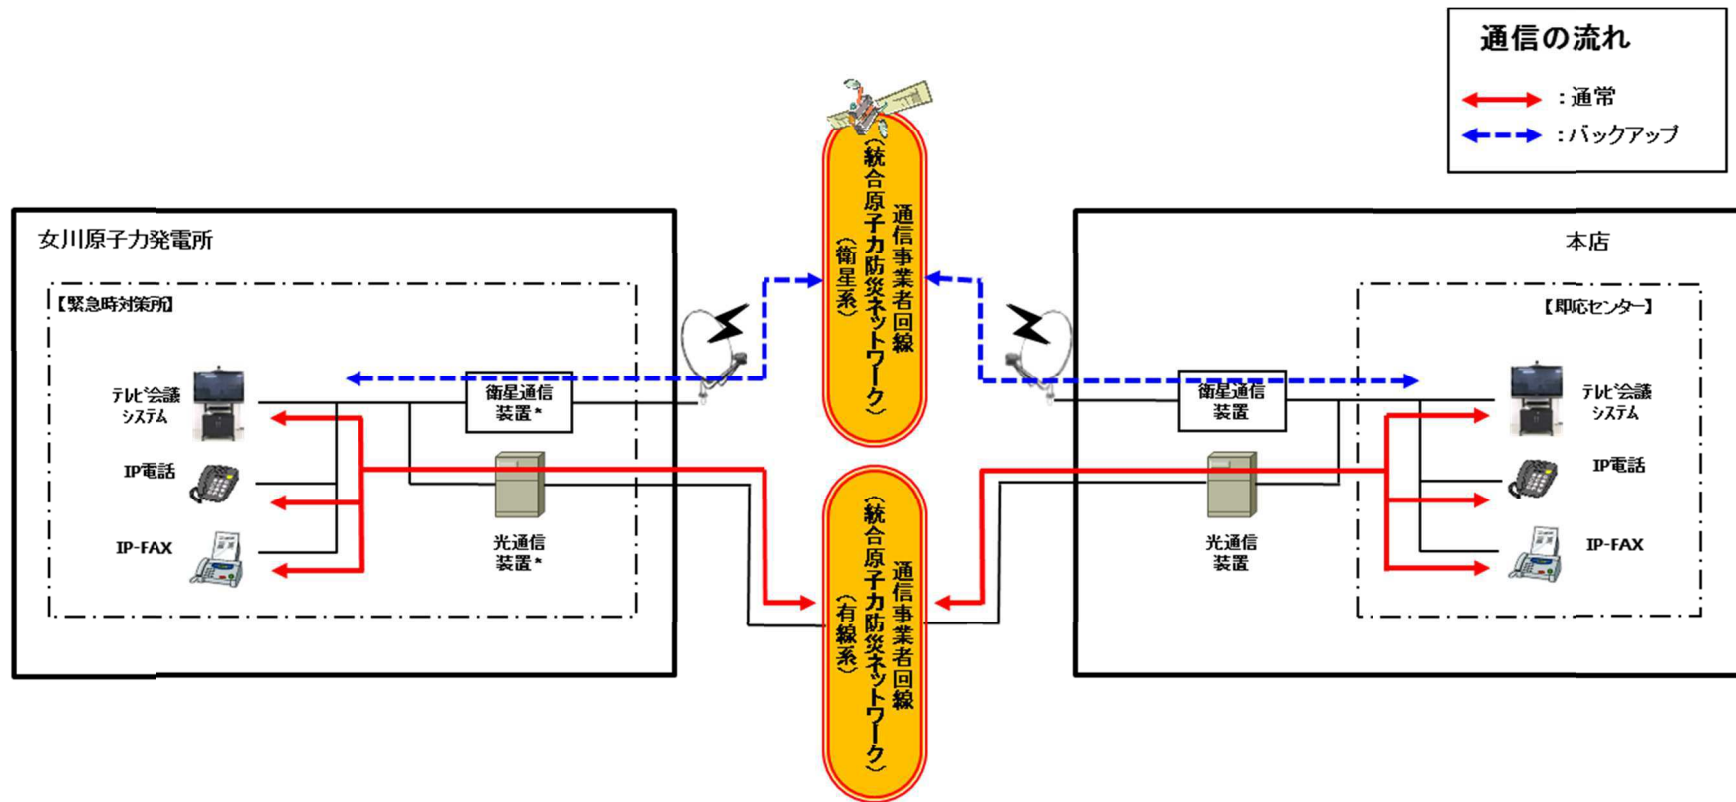 通信の流れ
:通常
:バックアップ
女川原子力発電所
【緊急時対策所】
テレビ会議
システム
IP電話
IP-FAX
衛星通信
装置*
光通信
装置*
通信事業者回線
(統合原子力防災ネットワーク)
(衛星系)
通信事業者回線
(統合原子力防災ネットワーク)
(有線系)
本店
【即応センター】
衛星通信
装置
光通信
装置
テレビ会議
システム
IP電話
IP-FAX